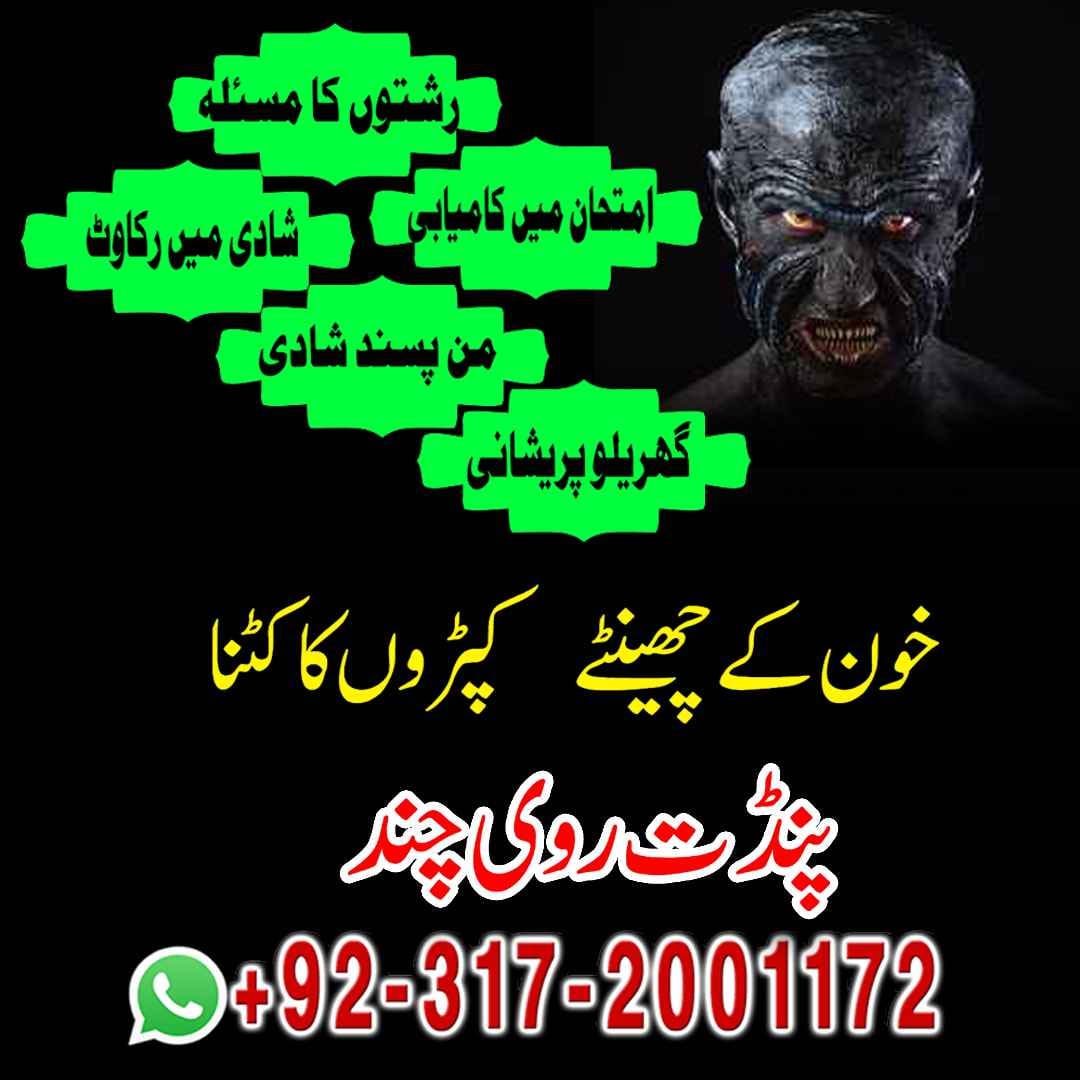 رشتوں کا مسئلہ
امتحان میں کامیابی
شادی میں رکاوٹ
من پسند شادی
گھریلو پریشانی
خون کے چھینٹے کپڑوں کا کٹنا
پنڈت روی چند
+92-317-2001172